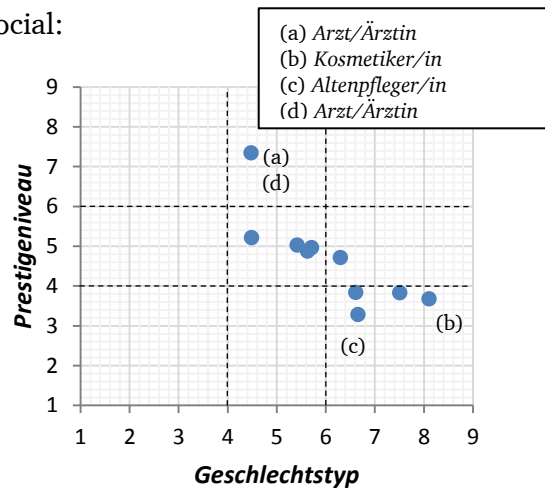 ocial:
(a) Arzt/Ärztin
(b) Kosmetiker/in
(c) Altenpfleger/in
(d) Arzt/Ärztin
9
8
7
6
5
4
3
2
1
Prestigeniveau
(a)
(d)
(b)
(c)
1 2 3 4 5 6 7 8 9
Geschlechtstyp